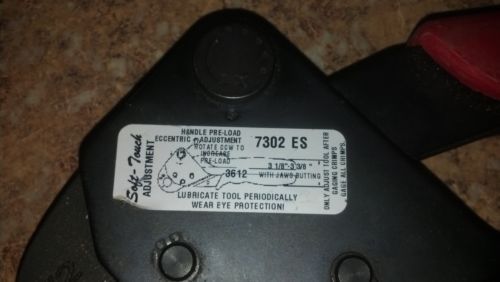 HANDLE PRE-LOAD
ECCENTRIC ADJUSTMENT
ROTATE CCW TO
INCREASE
PRE-LOAD
7302 ES
3 1/8"-3 3/8"
3612
WITH JAWS BUTTING
LUBRICATE TOOL PERIODICALLY
WEAR EYE PROTECTION!
Soft-Touch
ADJUSTMENT
ONLY ADJUST TOOL AFTER
GAGING CRIMPS
GAGE ALL CRIMPS.